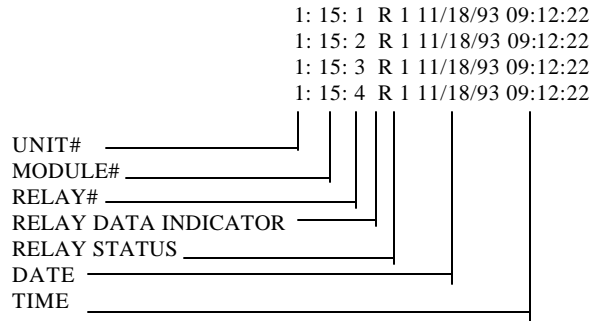 1: 15: 1 R 1 11/18/93 09:12:22
1: 15: 2 R 1 11/18/93 09:12:22
1: 15: 3 R 1 11/18/93 09:12:22
1: 15: 4 R 1 11/18/93 09:12:22
UNIT#
MODULE#
RELAY#
RELAY DATA INDICATOR
RELAY STATUS
DATE
TIME